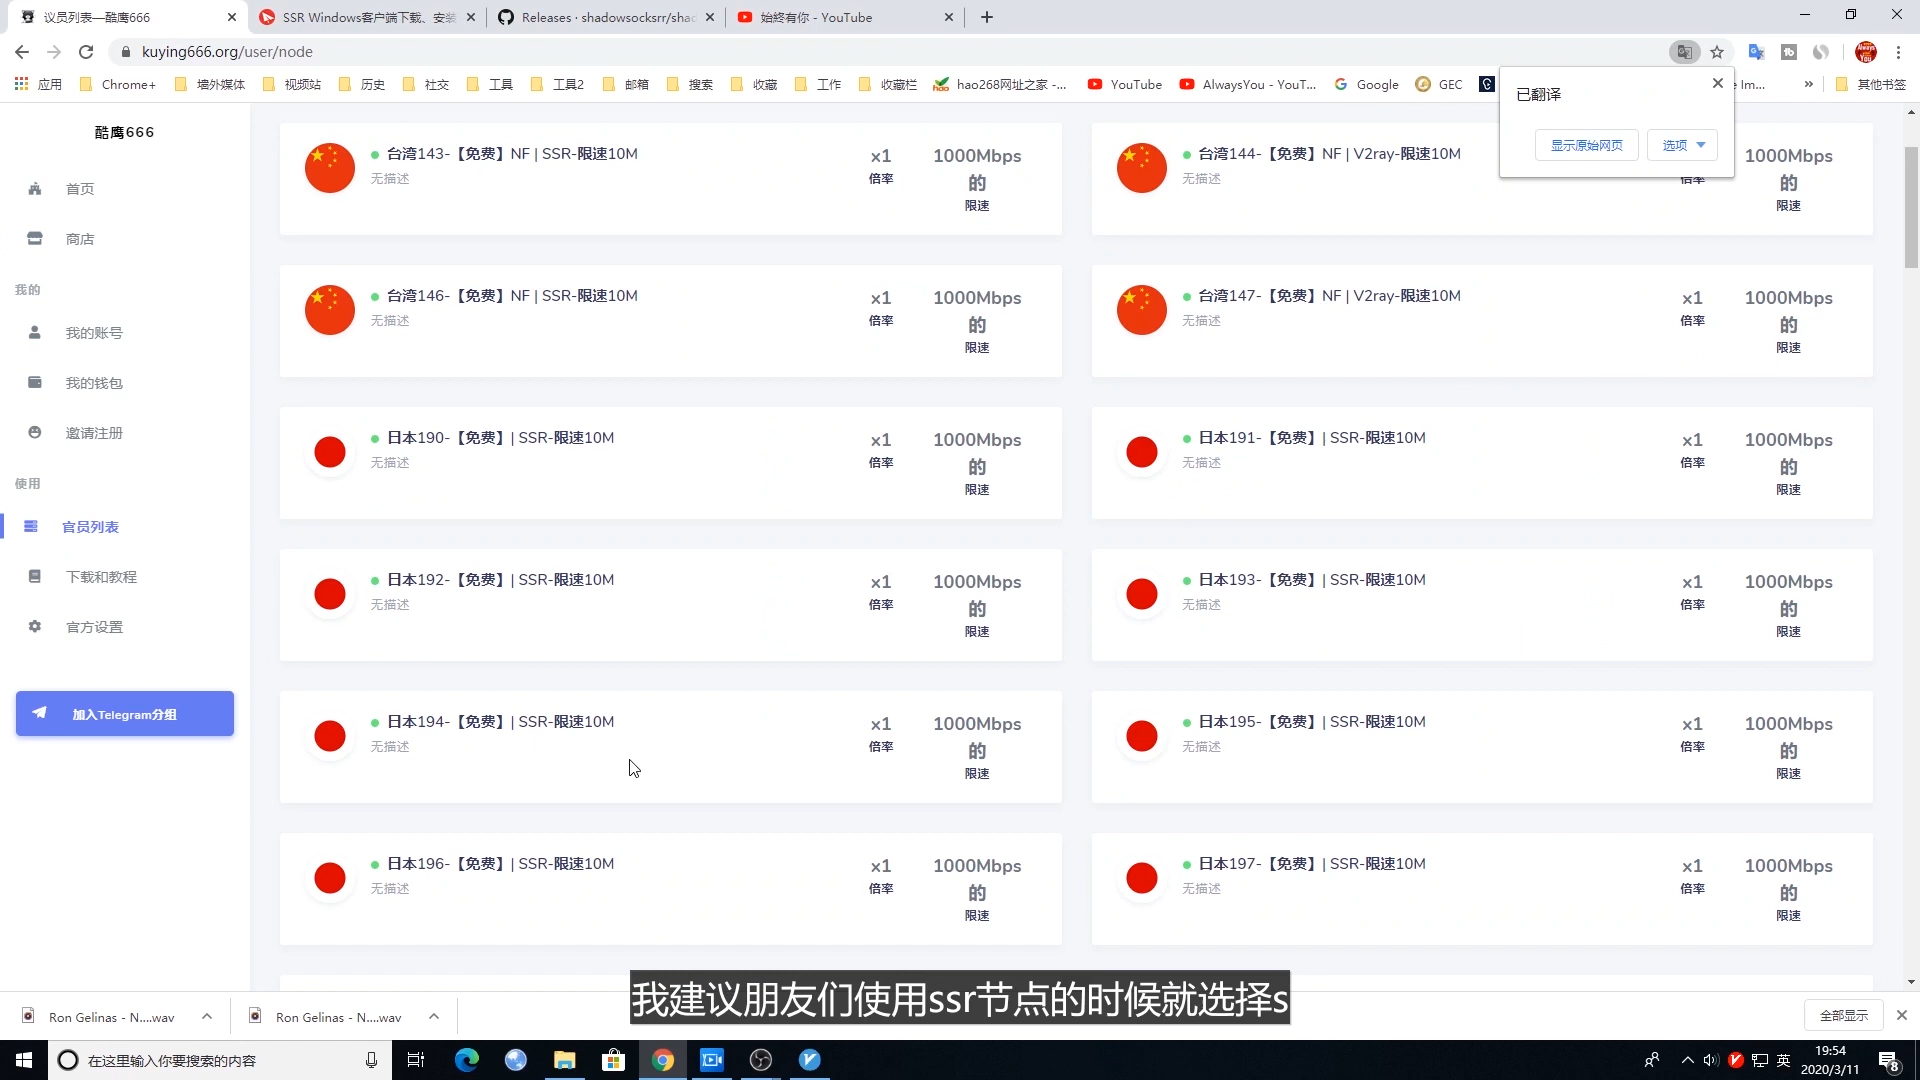 议员列表—酷鹰666
SSR Windows客户端下载、安装
Releases · shadowsocksrr/shad
始终有你 - YouTube
kuying666.org/user/node
应用
Chrome+
墙外媒体
视频站
历史
社交
工具
工具2
邮箱
搜索
收藏
工作
收藏栏
hao268网址之家 -...
YouTube
AlwaysYou - YouT...
Google
GEC
e Im...
»
其他书签
已翻译
显示原始网页
选项
酷鹰666
首页
商店
我的
我的账号
我的钱包
邀请注册
使用
官员列表
下载和教程
官方设置
加入Telegram分组
台湾143-【免费】NF | SSR-限速10M
无描述
x1
倍率
1000Mbps
的
限速
台湾144-【免费】NF | V2ray-限速10M
无描述
倍率
1000Mbps
的
限速
台湾146-【免费】NF | SSR-限速10M
无描述
x1
倍率
1000Mbps
的
限速
台湾147-【免费】NF | V2ray-限速10M
无描述
x1
倍率
1000Mbps
的
限速
日本190-【免费】| SSR-限速10M
无描述
x1
倍率
1000Mbps
的
限速
日本191-【免费】| SSR-限速10M
无描述
x1
倍率
1000Mbps
的
限速
日本192-【免费】| SSR-限速10M
无描述
x1
倍率
1000Mbps
的
限速
日本193-【免费】| SSR-限速10M
无描述
x1
倍率
1000Mbps
的
限速
日本194-【免费】| SSR-限速10M
无描述
x1
倍率
1000Mbps
的
限速
日本195-【免费】| SSR-限速10M
无描述
x1
倍率
1000Mbps
的
限速
日本196-【免费】| SSR-限速10M
无描述
x1
倍率
1000Mbps
的
限速
日本197-【免费】| SSR-限速10M
无描述
x1
倍率
1000Mbps
的
限速
我建议朋友们使用ssr节点的时候就选择s
Ron Gelinas - N....wav
Ron Gelinas - N....wav
全部显示
在这里输入你要搜索的内容
英
19:54
2020/3/11
8